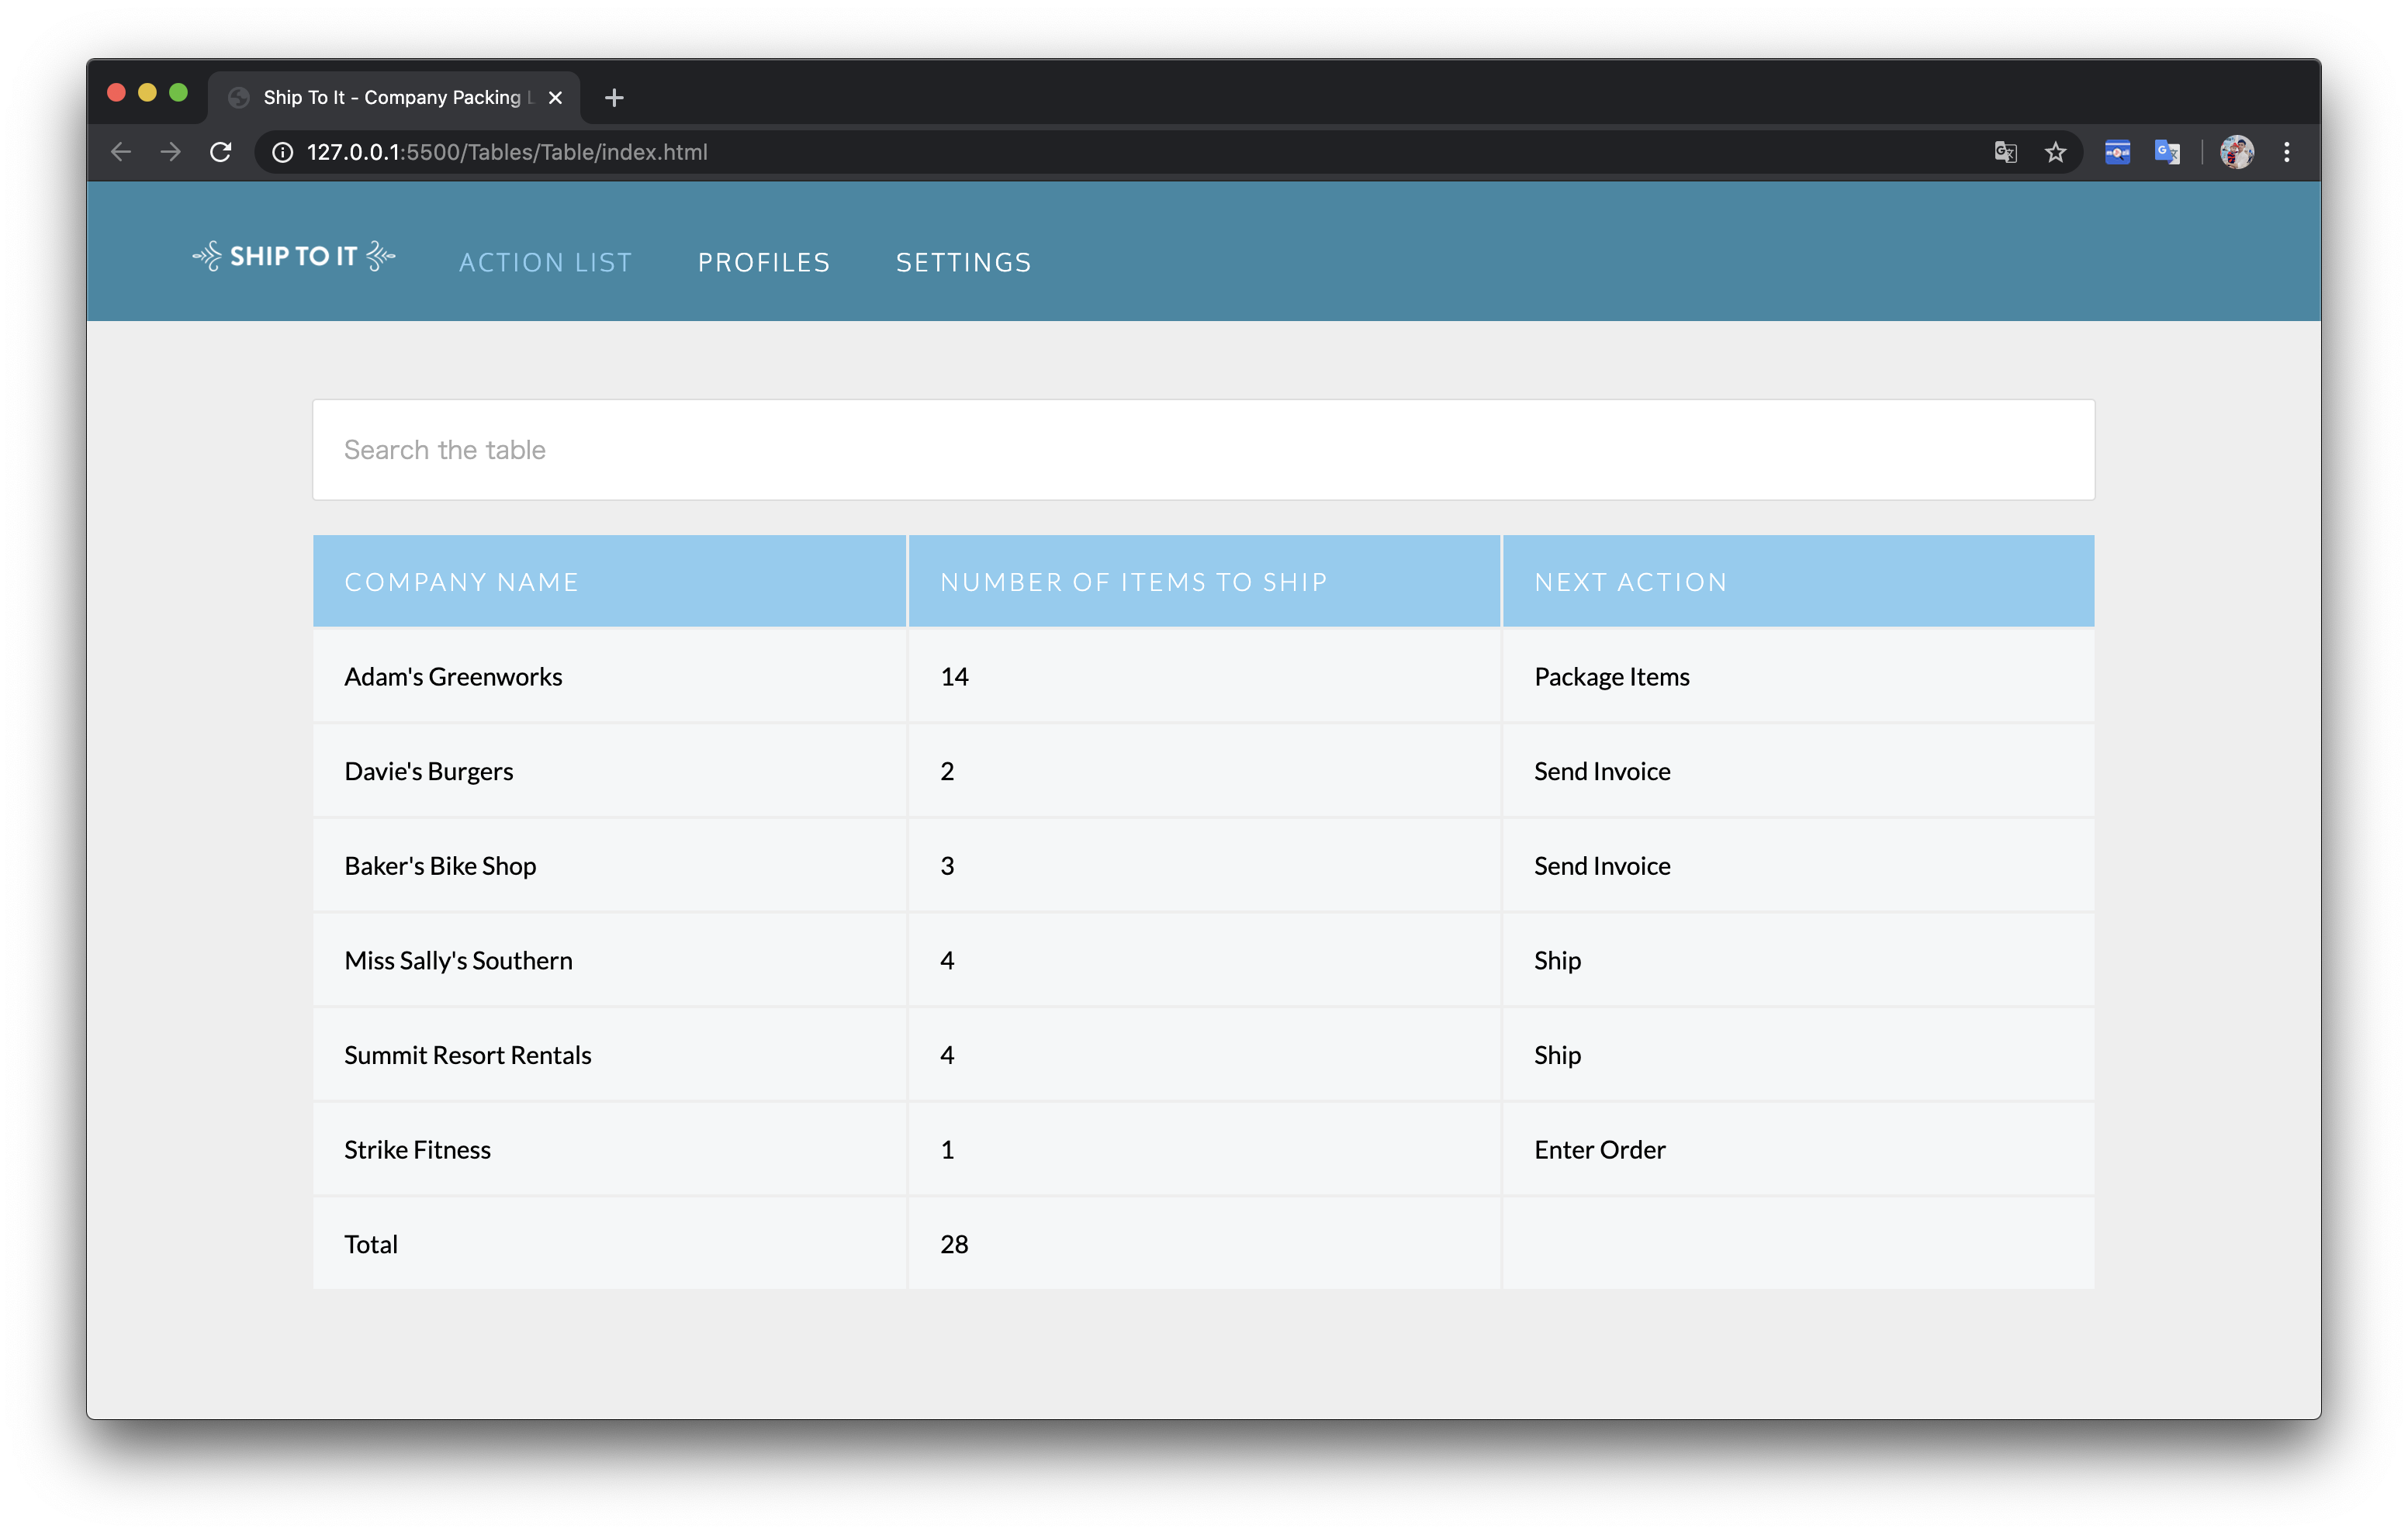 Ship To It - Company Packing L
127.0.0.1:5500/Tables/Table/index.html
SHIP TO IT ACTION LIST PROFILES SETTINGS
Search the table
COMPANY NAME NUMBER OF ITEMS TO SHIP NEXT ACTION
Adam's Greenworks 14 Package Items
Davie's Burgers 2 Send Invoice
Baker's Bike Shop 3 Send Invoice
Miss Sally's Southern 4 Ship
Summit Resort Rentals 4 Ship
Strike Fitness 1 Enter Order
Total 28